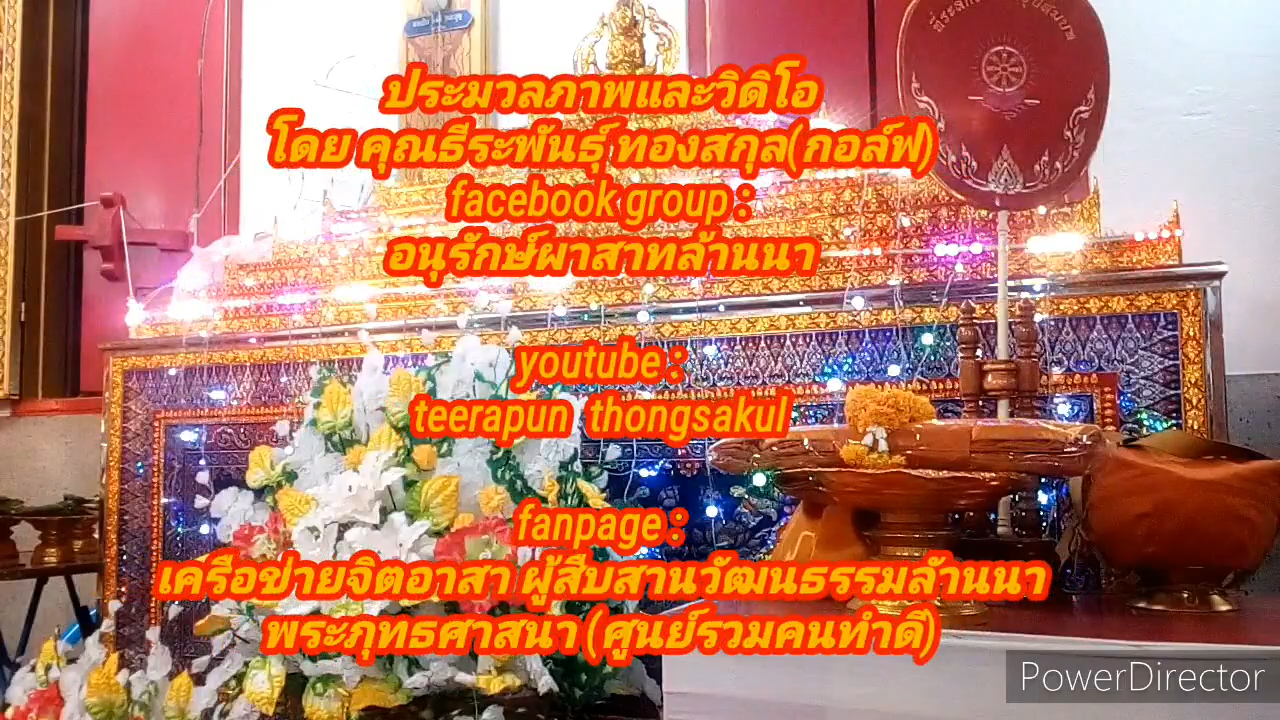 ประมวลภาพและวิดิโอ
โดย คุณธีระพันธุ์ ทองสกุล(กอล์ฟ)
facebook group :
อนุรักษ์ผาสาทล้านนา
youtube :
teerapun thongsakul
fanpage :
เครือข่ายจิตอาสา ผู้สืบสานวัฒนธรรมล้านนา
พระภุทธศาสนา (ศูนย์รวมคนทำดี)
PowerDirector